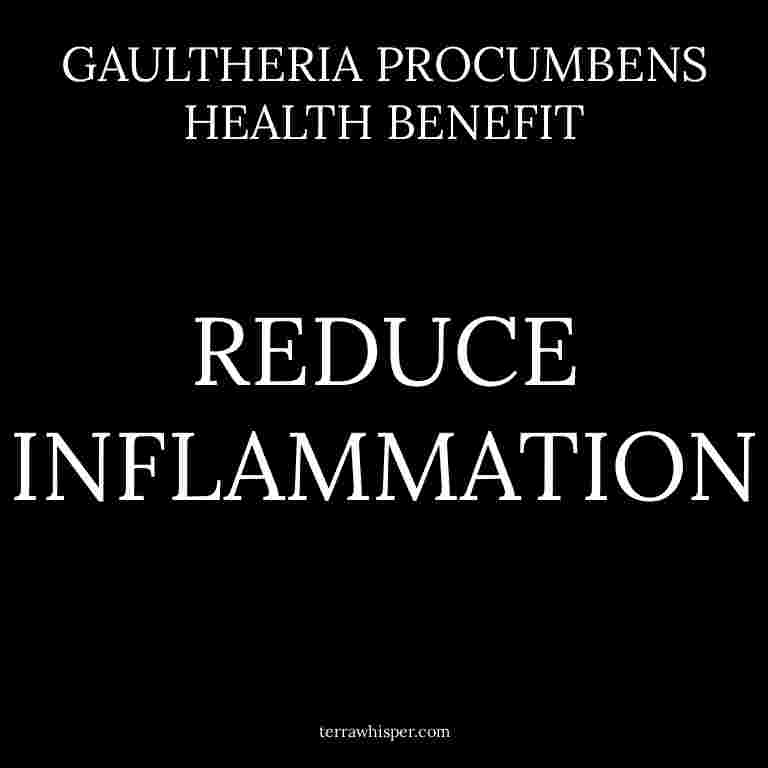 GAULTHERIA PROCUMBENS
HEALTH BENEFIT
REDUCE
INFLAMMATION
terrawhisper.com